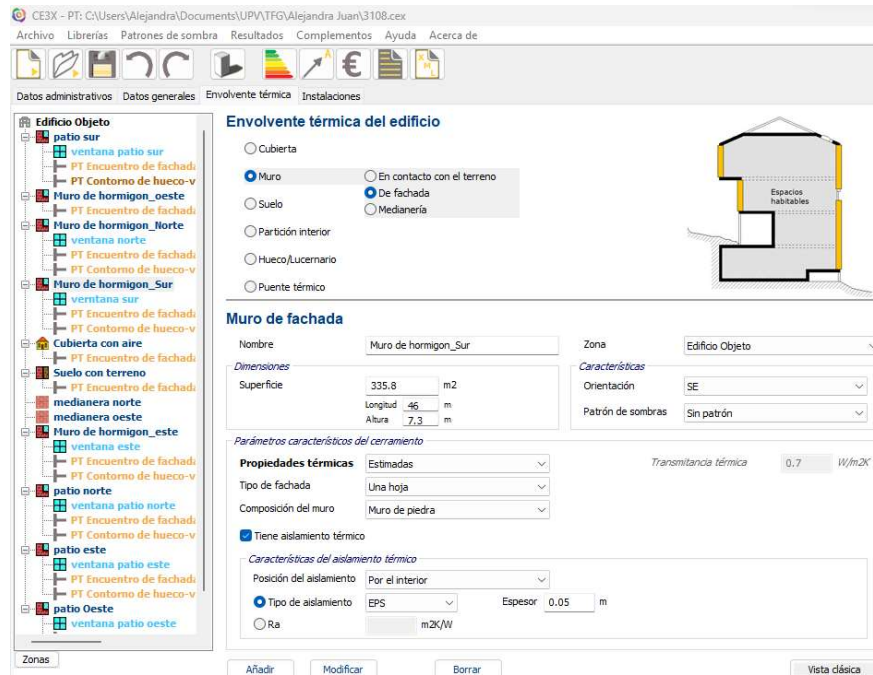 CE3X - PT: C:\Users\Alejandra\Documents\UPV\TFG\Alejandra Juan\3108.cex
Archivo Librerías Patrones de sombra Resultados Complementos Ayuda Acerca de
Datos administrativos Datos generales Envolvente térmica Instalaciones
Edificio Objeto
patio sur
ventana patio sur
PT Encuentro de fachada
PT Contorno de hueco-v
Muro de hormigon_oeste
PT Encuentro de fachada
Muro de hormigon_Norte
ventana norte
PT Encuentro de fachada
PT Contorno de hueco-v
Muro de hormigon_Sur
verntana sur
PT Encuentro de fachada
PT Contorno de hueco-v
Cubierta con aire
PT Encuentro de fachada
Suelo con terreno
PT Encuentro de fachada
medianera norte
medianera oeste
Muro de hormigon_este
ventana este
PT Encuentro de fachada
PT Contorno de hueco-v
patio norte
ventana patio norte
PT Encuentro de fachada
PT Contorno de hueco-v
patio este
ventana patio este
PT Encuentro de fachada
PT Contorno de hueco-v
patio Oeste
ventana patio oeste
Zonas
Envolvente térmica del edificio
Cubierta
Muro En contacto con el terreno
De fachada
Suelo Medianería
Partición interior
Hueco/Lucernario
Puente térmico
Espacios
habitables
Muro de fachada
Nombre Muro de hormigon_Sur Zona Edificio Objeto
Dimensiones Características
Superficie 335.8 m2 Orientación SE
Longitud 46 m
Altura 7.3 m Patrón de sombras Sin patrón
Parámetros característicos del cerramiento
Propiedades térmicas Estimadas Transmitancia térmica 0.7 W/m2K
Tipo de fachada Una hoja
Composición del muro Muro de piedra
Tiene aislamiento térmico
Características del aislamiento térmico
Posición del aislamiento Por el interior
Tipo de aislamiento EPS Espesor 0.05 m
Ra m2K/W
Añadir Modificar Borrar Vista clásica